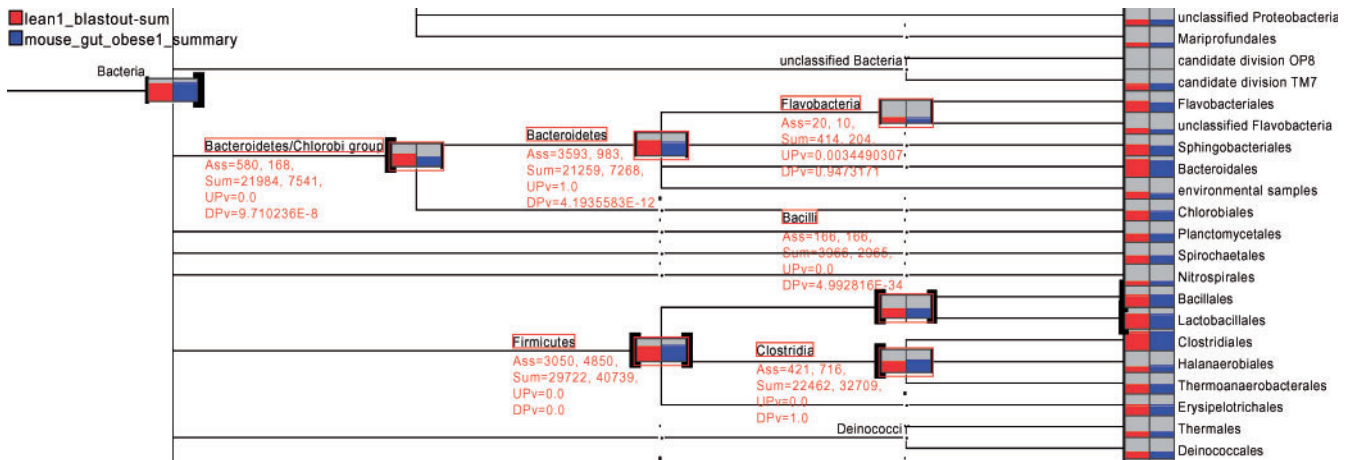 lean1_blastout-sum
mouse_gut_obese1_summary
Bacteria
Bacteroidetes/Chlorobi group
Ass=580, 168,
Sum=21984, 7541,
UPv=0.0
DPv=9.710236E-8
Bacteroidetes
Ass=3593, 983,
Sum=21259, 7268,
UPv=1.0
DPv=4.1935583E-12
unclassified Bacteria
Flavobacteria
Ass=20, 10,
Sum=414, 204,
UPv=0.0034490307
DPv=0.9473171
Bacilli
Ass=166, 166,
Sum=3966, 2965,
UPv=0.0
DPv=4.992816E-34
Firmicutes
Ass=3050, 4850,
Sum=29722, 40739,
UPv=0.0
DPv=0.0
Clostridia
Ass=421, 716,
Sum=22462, 32709,
UPv=0.0
DPv=1.0
Deinococci
unclassified Proteobacteria
Mariprofundales
candidate division OP8
candidate division TM7
Flavobacteriales
unclassified Flavobacteria
Sphingobacteriales
Bacteroidales
environmental samples
Chlorobiales
Planctomycetales
Spirochaetales
Nitrospirales
Bacillales
Lactobacillales
Clostridiales
Halanaerobiales
Thermoanaerobacterales
Erysipelotrichales
Thermales
Deinococcales